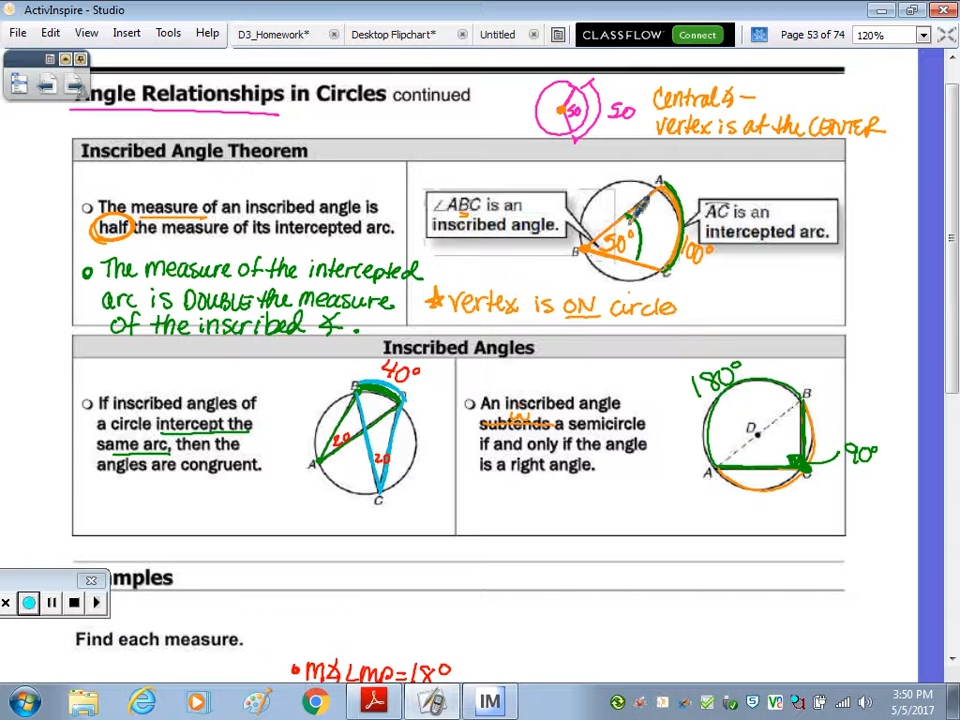 ActivInspire - Studio
File Edit View Insert Tools Help
D3_Homework* Desktop Flipchart* Untitled
CLASSFLOW Connect
Page 53 of 74 120%
Angle Relationships in Circles continued
50 50
Central ∡ -
vertex is at the CENTER
Inscribed Angle Theorem
The measure of an inscribed angle is
half the measure of its intercepted arc.
The measure of the intercepted
arc is DOUBLE the measure
of the inscribed ∡.
∠ABC is an
inscribed angle.
A
B
C
50°
100°
AC is an
intercepted arc.
vertex is ON circle
Inscribed Angles
If inscribed angles of
a circle intercept the
same arc, then the
angles are congruent.
40°
20
20
A
C
An inscribed angle
subtends a semicircle
if and only if the angle
is a right angle.
180°
B
D
A
C
90°
amples
Find each measure.
• M∡LMP=18°
IM
3:50 PM
5/5/2017